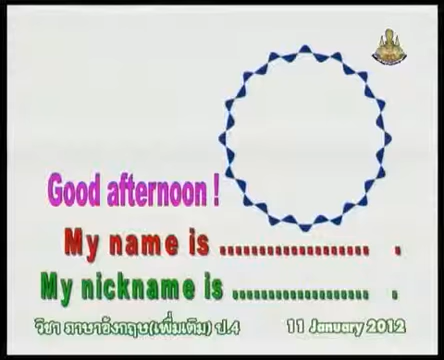 Good afternoon !
My name is .................... .
My nickname is .................... .
วิชา ภาษาอังกฤษ(เพิ่มเติม) ป.4 11 January 2012